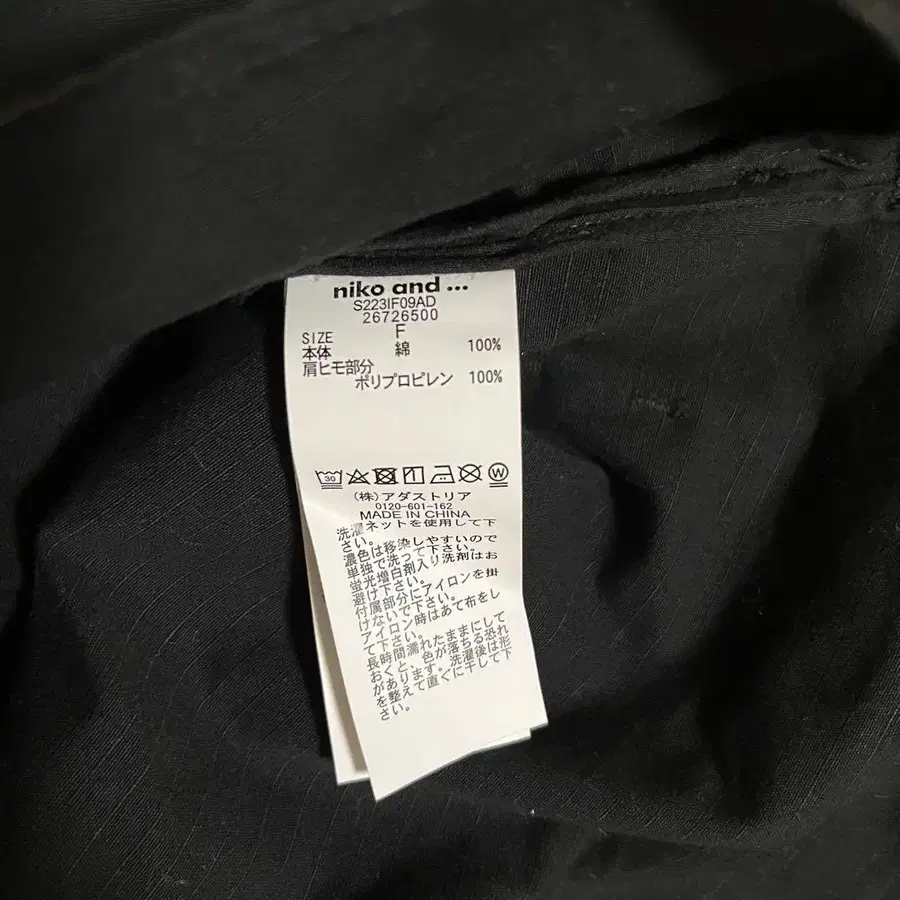 niko and ...
S223IF09AD
26726500
SIZE F
本体 綿 100%
肩ヒモ部分
ポリプロピレン 100%
30 W
(株)アダストリア
0120-601-162
MADE IN CHINA
洗濯ネットを使用して下
さい。
濃色は移染しやすいので
単独で洗って下さい。
蛍光増白剤入り洗剤はお
避け下さい。
付属部分にアイロンを掛
けないで下さい。
アイロン時はあて布をし
て下さい。
長時間濡れたままにして
おくと、色が落ちる恐れ
があります。洗濯後は形
を整えて直ぐに干して下
さい。